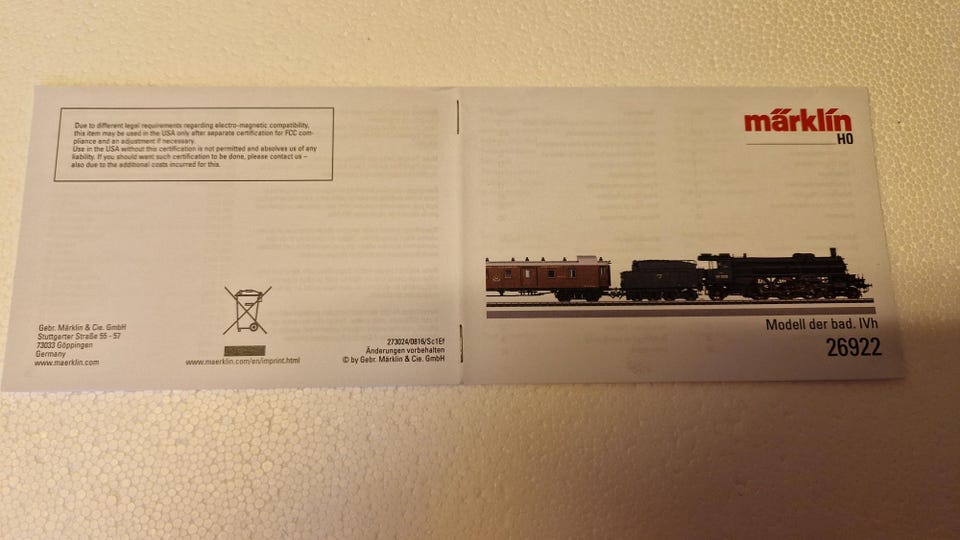 Due to different legal requirements regarding electro-magnetic compatibility,
this item may be used in the USA only after separate certification for FCC com-
pliance and an adjustment if necessary.
Use in the USA without this certification is not permitted and absolves us of any
liability. If you should want such certification to be done, please contact us –
also due to the additional costs incurred for this.
Gebr. Märklin & Cie. GmbH
Stuttgarter Straße 55 - 57
73033 Göppingen
Germany
www.maerklin.com
www.maerklin.com/en/imprint.html
273024/0816/Sc1Ef
Änderungen vorbehalten
© by Gebr. Märklin & Cie. GmbH
märklin
H0
Modell der bad. IVh
26922